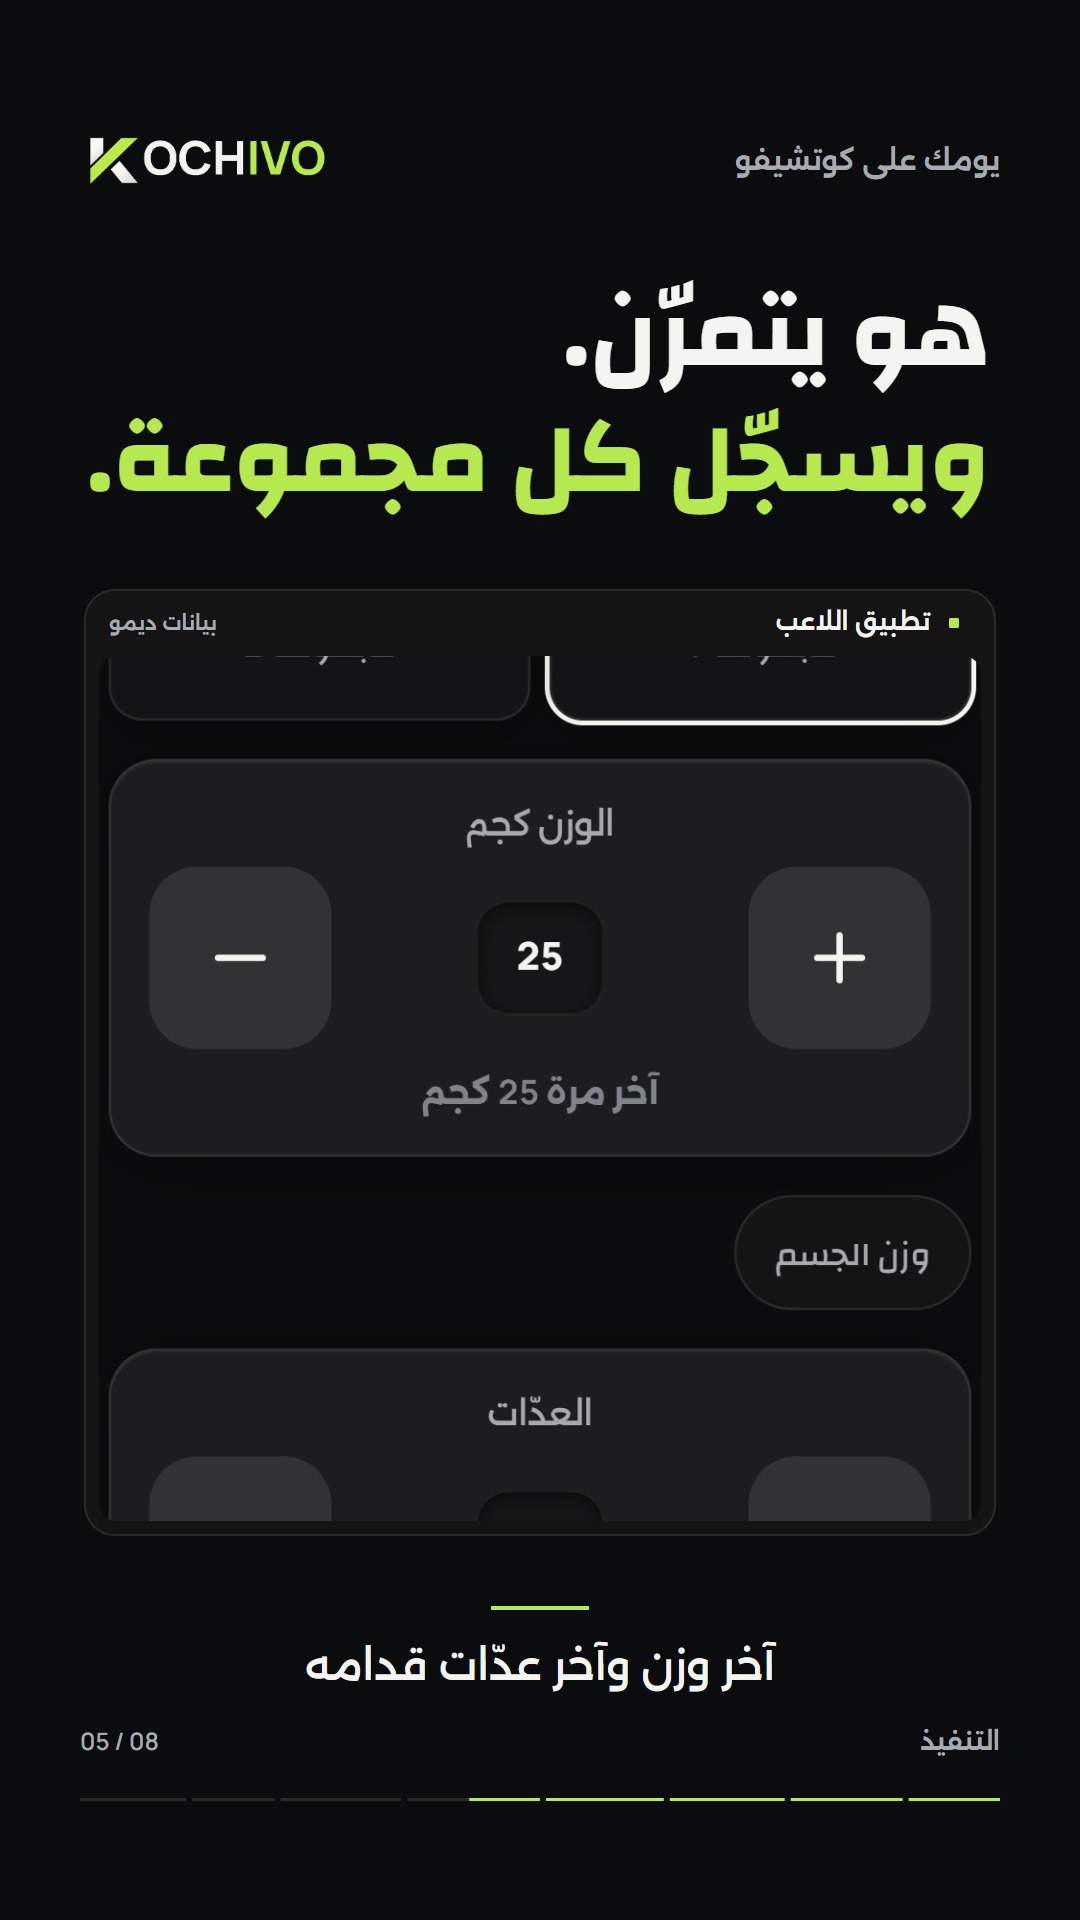 KOCHIVO
يومك على كوتشيفو
هو يتمرّن.
ويسجّل كل مجموعة.
تطبيق اللاعب
بيانات ديمو
الوزن كجم
25
آخر مرة 25 كجم
وزن الجسم
العدّات
آخر وزن وآخر عدّات قدامه
التنفيذ
05 / 08